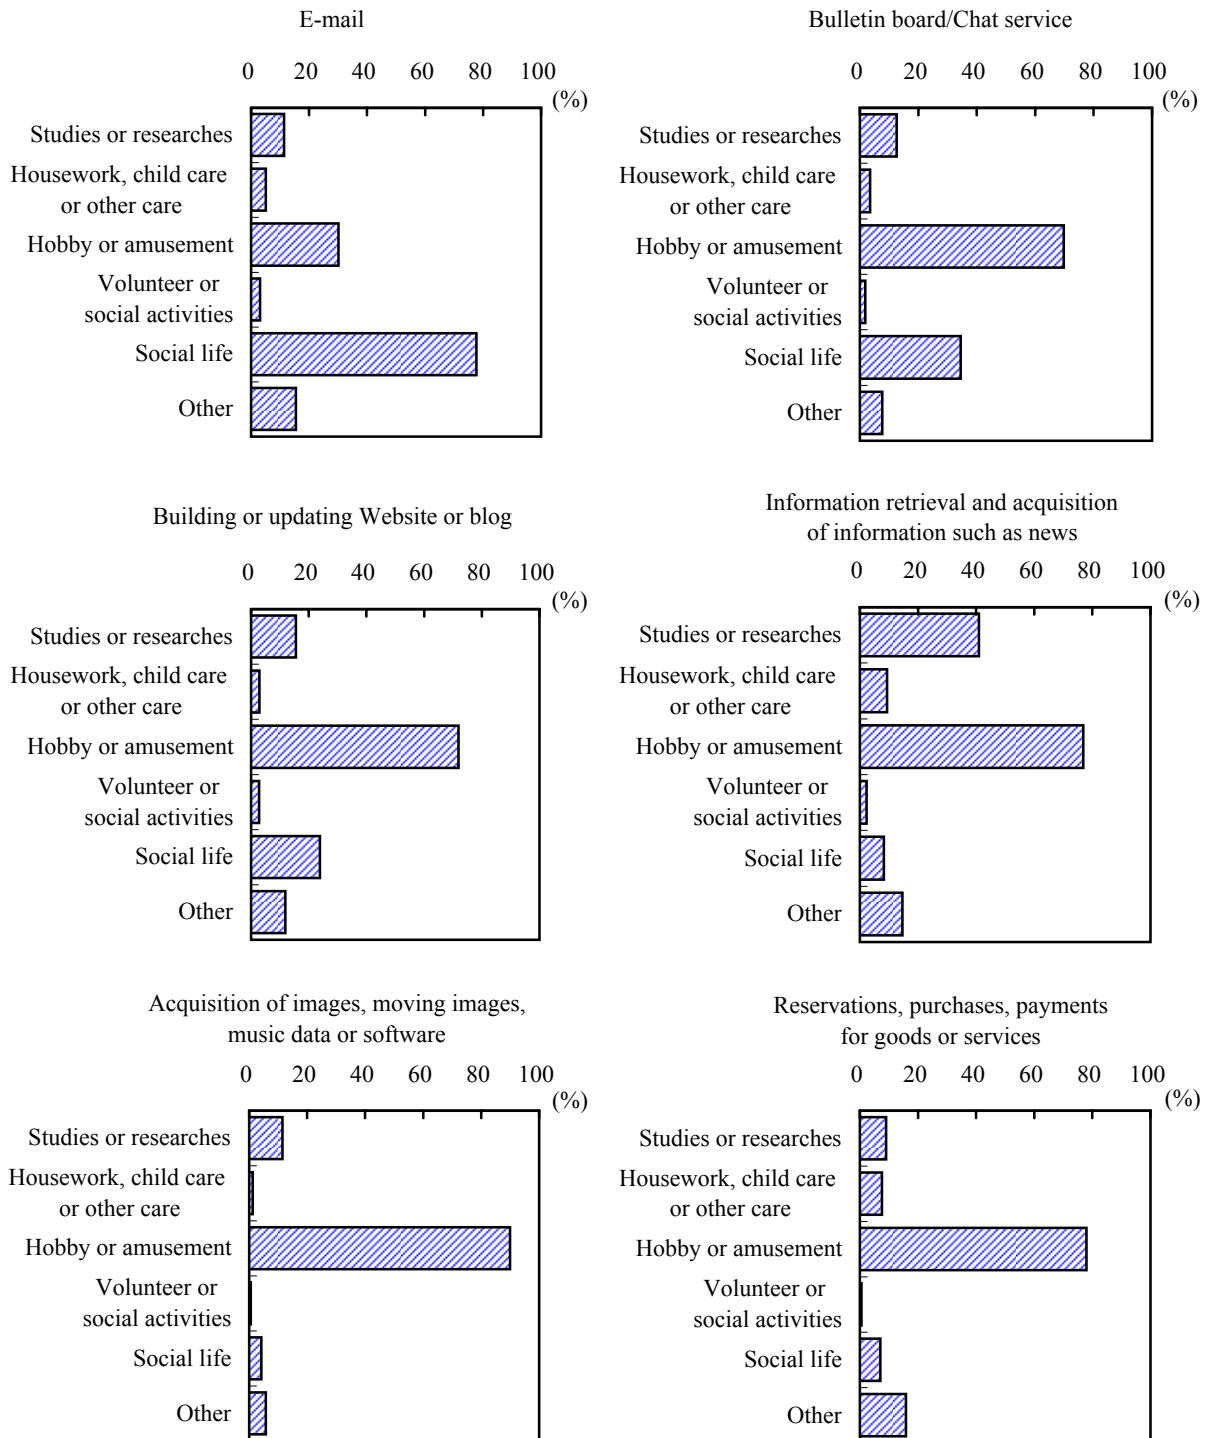 E-mail
0 20 40 60 80 100
(%)
Studies or researches
Housework, child care
or other care
Hobby or amusement
Volunteer or
social activities
Social life
Other
Bulletin board/Chat service
0 20 40 60 80 100
(%)
Studies or researches
Housework, child care
or other care
Hobby or amusement
Volunteer or
social activities
Social life
Other
Building or updating Website or blog
0 20 40 60 80 100
(%)
Studies or researches
Housework, child care
or other care
Hobby or amusement
Volunteer or
social activities
Social life
Other
Information retrieval and acquisition
of information such as news
0 20 40 60 80 100
(%)
Studies or researches
Housework, child care
or other care
Hobby or amusement
Volunteer or
social activities
Social life
Other
Acquisition of images, moving images,
music data or software
0 20 40 60 80 100
(%)
Studies or researches
Housework, child care
or other care
Hobby or amusement
Volunteer or
social activities
Social life
Other
Reservations, purchases, payments
for goods or services
0 20 40 60 80 100
(%)
Studies or researches
Housework, child care
or other care
Hobby or amusement
Volunteer or
social activities
Social life
Other